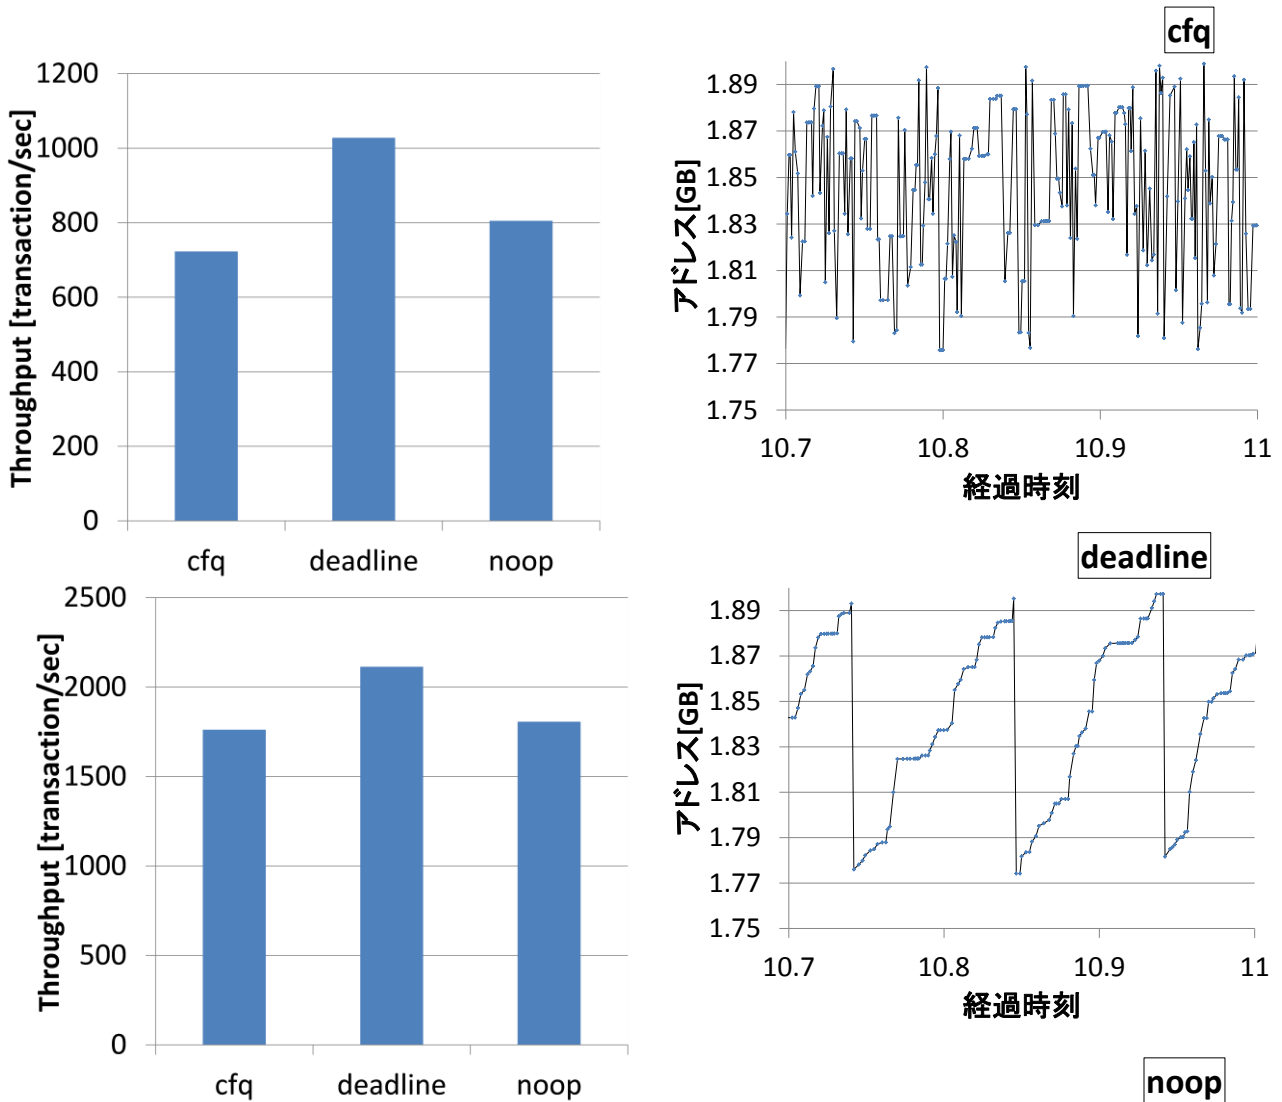 1200
1000
800
600
400
200
0
Throughput [transaction/sec]
cfq
deadline
noop
2500
2000
1500
1000
500
0
Throughput [transaction/sec]
cfq
deadline
noop
cfq
1.89
1.87
1.85
1.83
1.81
1.79
1.77
1.75
アドレス[GB]
10.7
10.8
10.9
11
経過時刻
deadline
1.89
1.87
1.85
1.83
1.81
1.79
1.77
1.75
アドレス[GB]
10.7
10.8
10.9
11
経過時刻
noop